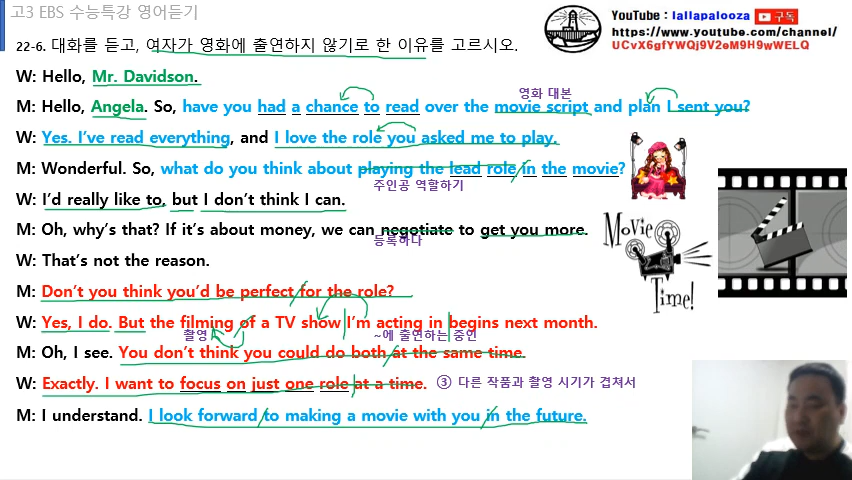 고3 EBS 수능특강 영어듣기
YouTube : lallapalooza 구독
https://www.youtube.com/channel/
UCvX6gfYWQj9V2eM9H9wWELQ
22-6. 대화를 듣고, 여자가 영화에 출연하지 않기로 한 이유를 고르시오.
W: Hello, Mr. Davidson.
영화 대본
M: Hello, Angela. So, have you had a chance to read over the movie script and plan I sent you?
W: Yes. I've read everything, and I love the role you asked me to play.
M: Wonderful. So, what do you think about playing the lead role in the movie?
주인공 역할하기
W: I'd really like to, but I don't think I can.
M: Oh, why's that? If it's about money, we can negotiate to get you more.
등록하다
W: That's not the reason.
M: Don't you think you'd be perfect for the role?
W: Yes, I do. But the filming of a TV show I'm acting in begins next month.
촬영 ~에 출연하는 중인
M: Oh, I see. You don't think you could do both at the same time.
W: Exactly. I want to focus on just one role at a time. ③ 다른 작품과 촬영 시기가 겹쳐서
M: I understand. I look forward to making a movie with you in the future.
Movie
Time!